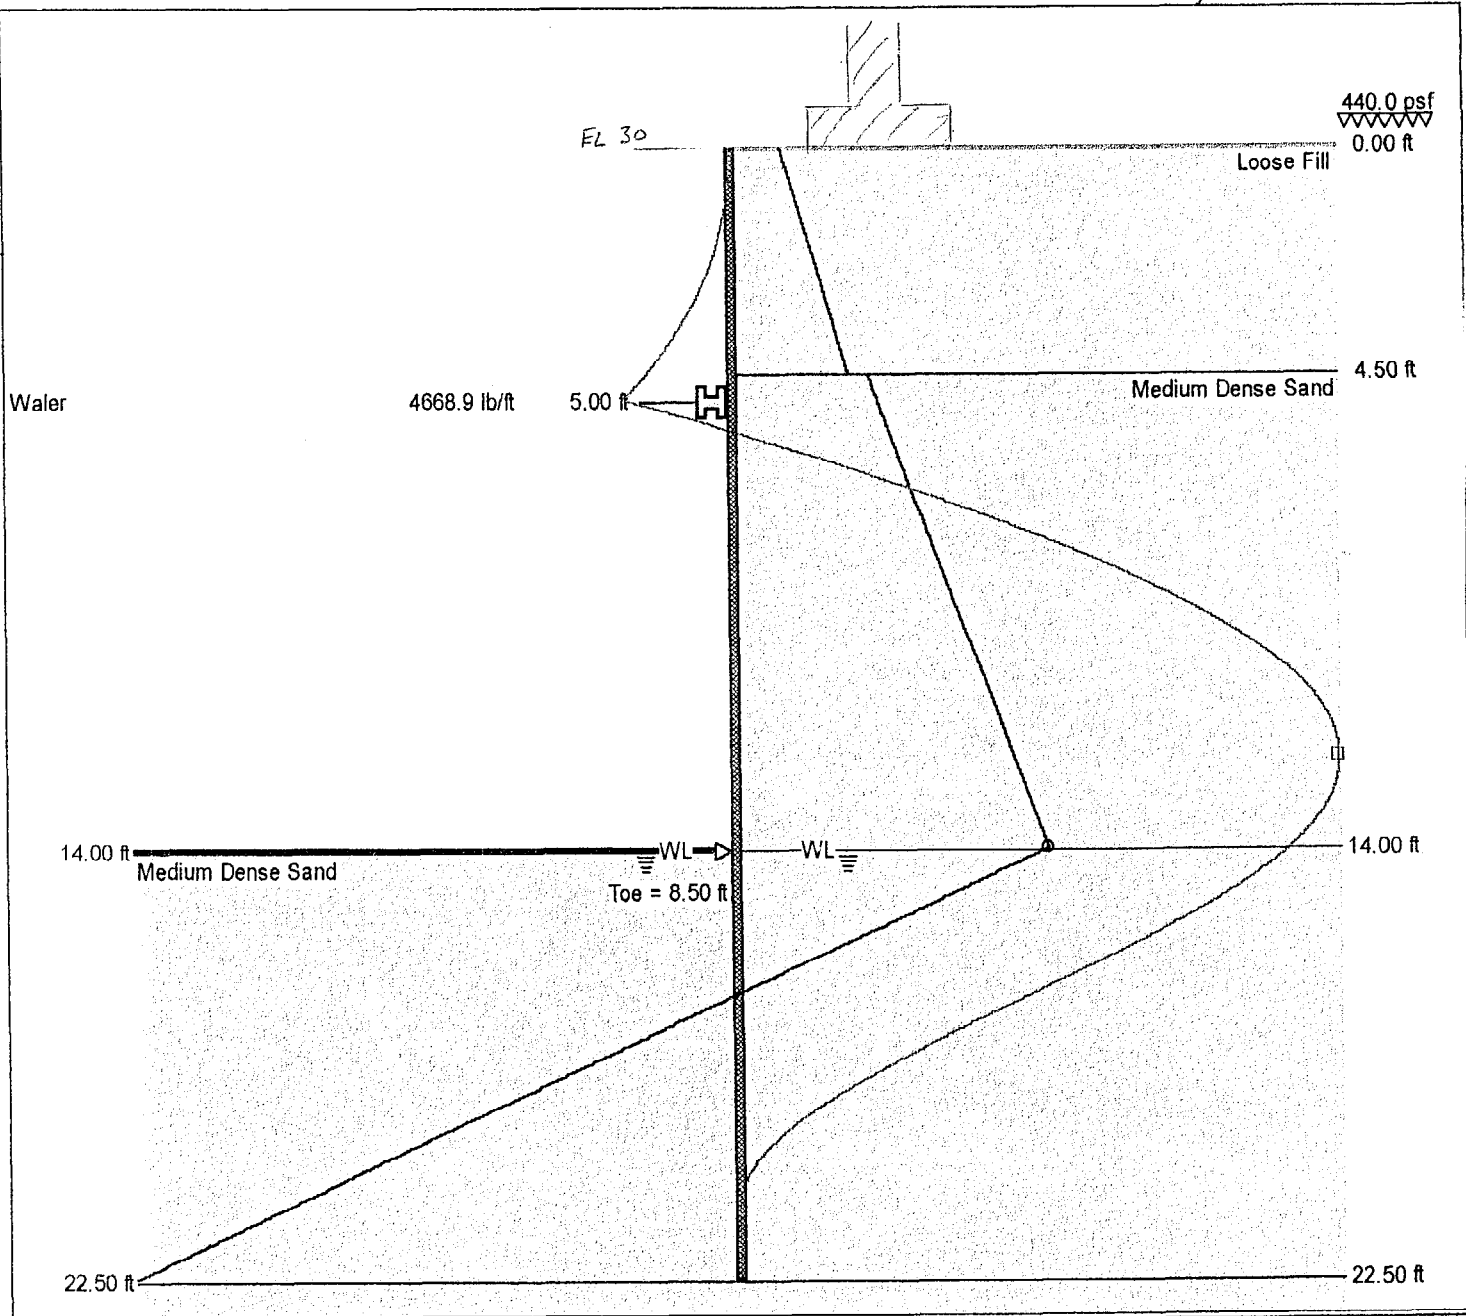 440.0 psf
EL 30
0.00 ft
Loose Fill
4.50 ft
Medium Dense Sand
Waler 4668.9 lb/ft 5.00 ft
14.00 ft WL WL 14.00 ft
Medium Dense Sand
Toe = 8.50 ft
22.50 ft 22.50 ft